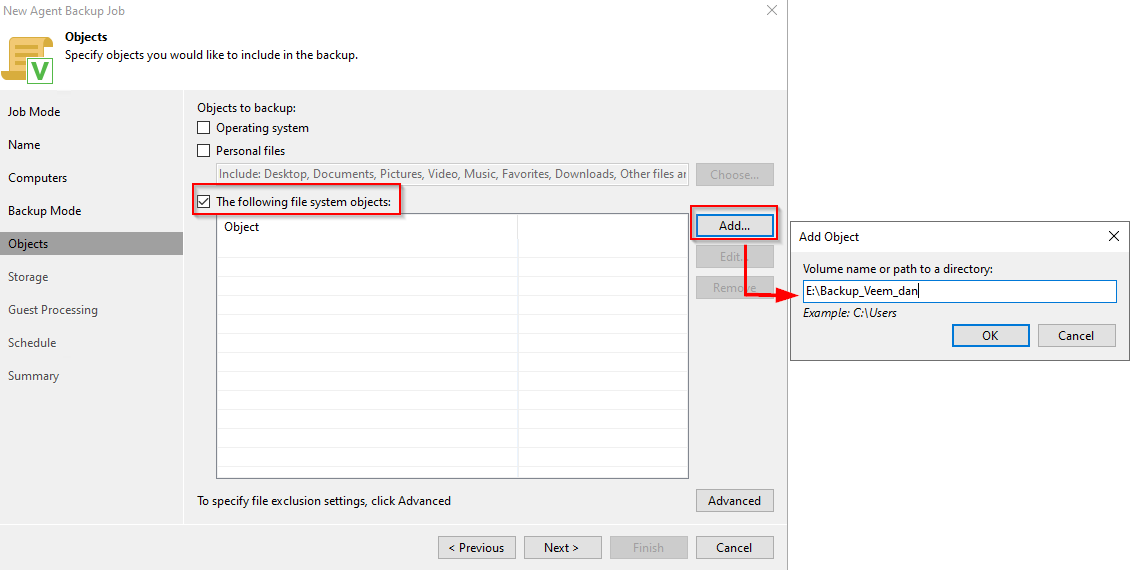 New Agent Backup Job
Objects
Specify objects you would like to include in the backup.
V
Job Mode
Name
Computers
Backup Mode
Objects
Storage
Guest Processing
Schedule
Summary
Objects to backup:
Operating system
Personal files
Include: Desktop, Documents, Pictures, Video, Music, Favorites, Downloads, Other files ar
Choose...
The following file system objects:
Object
Add...
Edit...
Remove
To specify file exclusion settings, click Advanced
Advanced
< Previous
Next >
Finish
Cancel
Add Object
Volume name or path to a directory:
E:\Backup_Veem_dan
Example: C:\Users
OK
Cancel